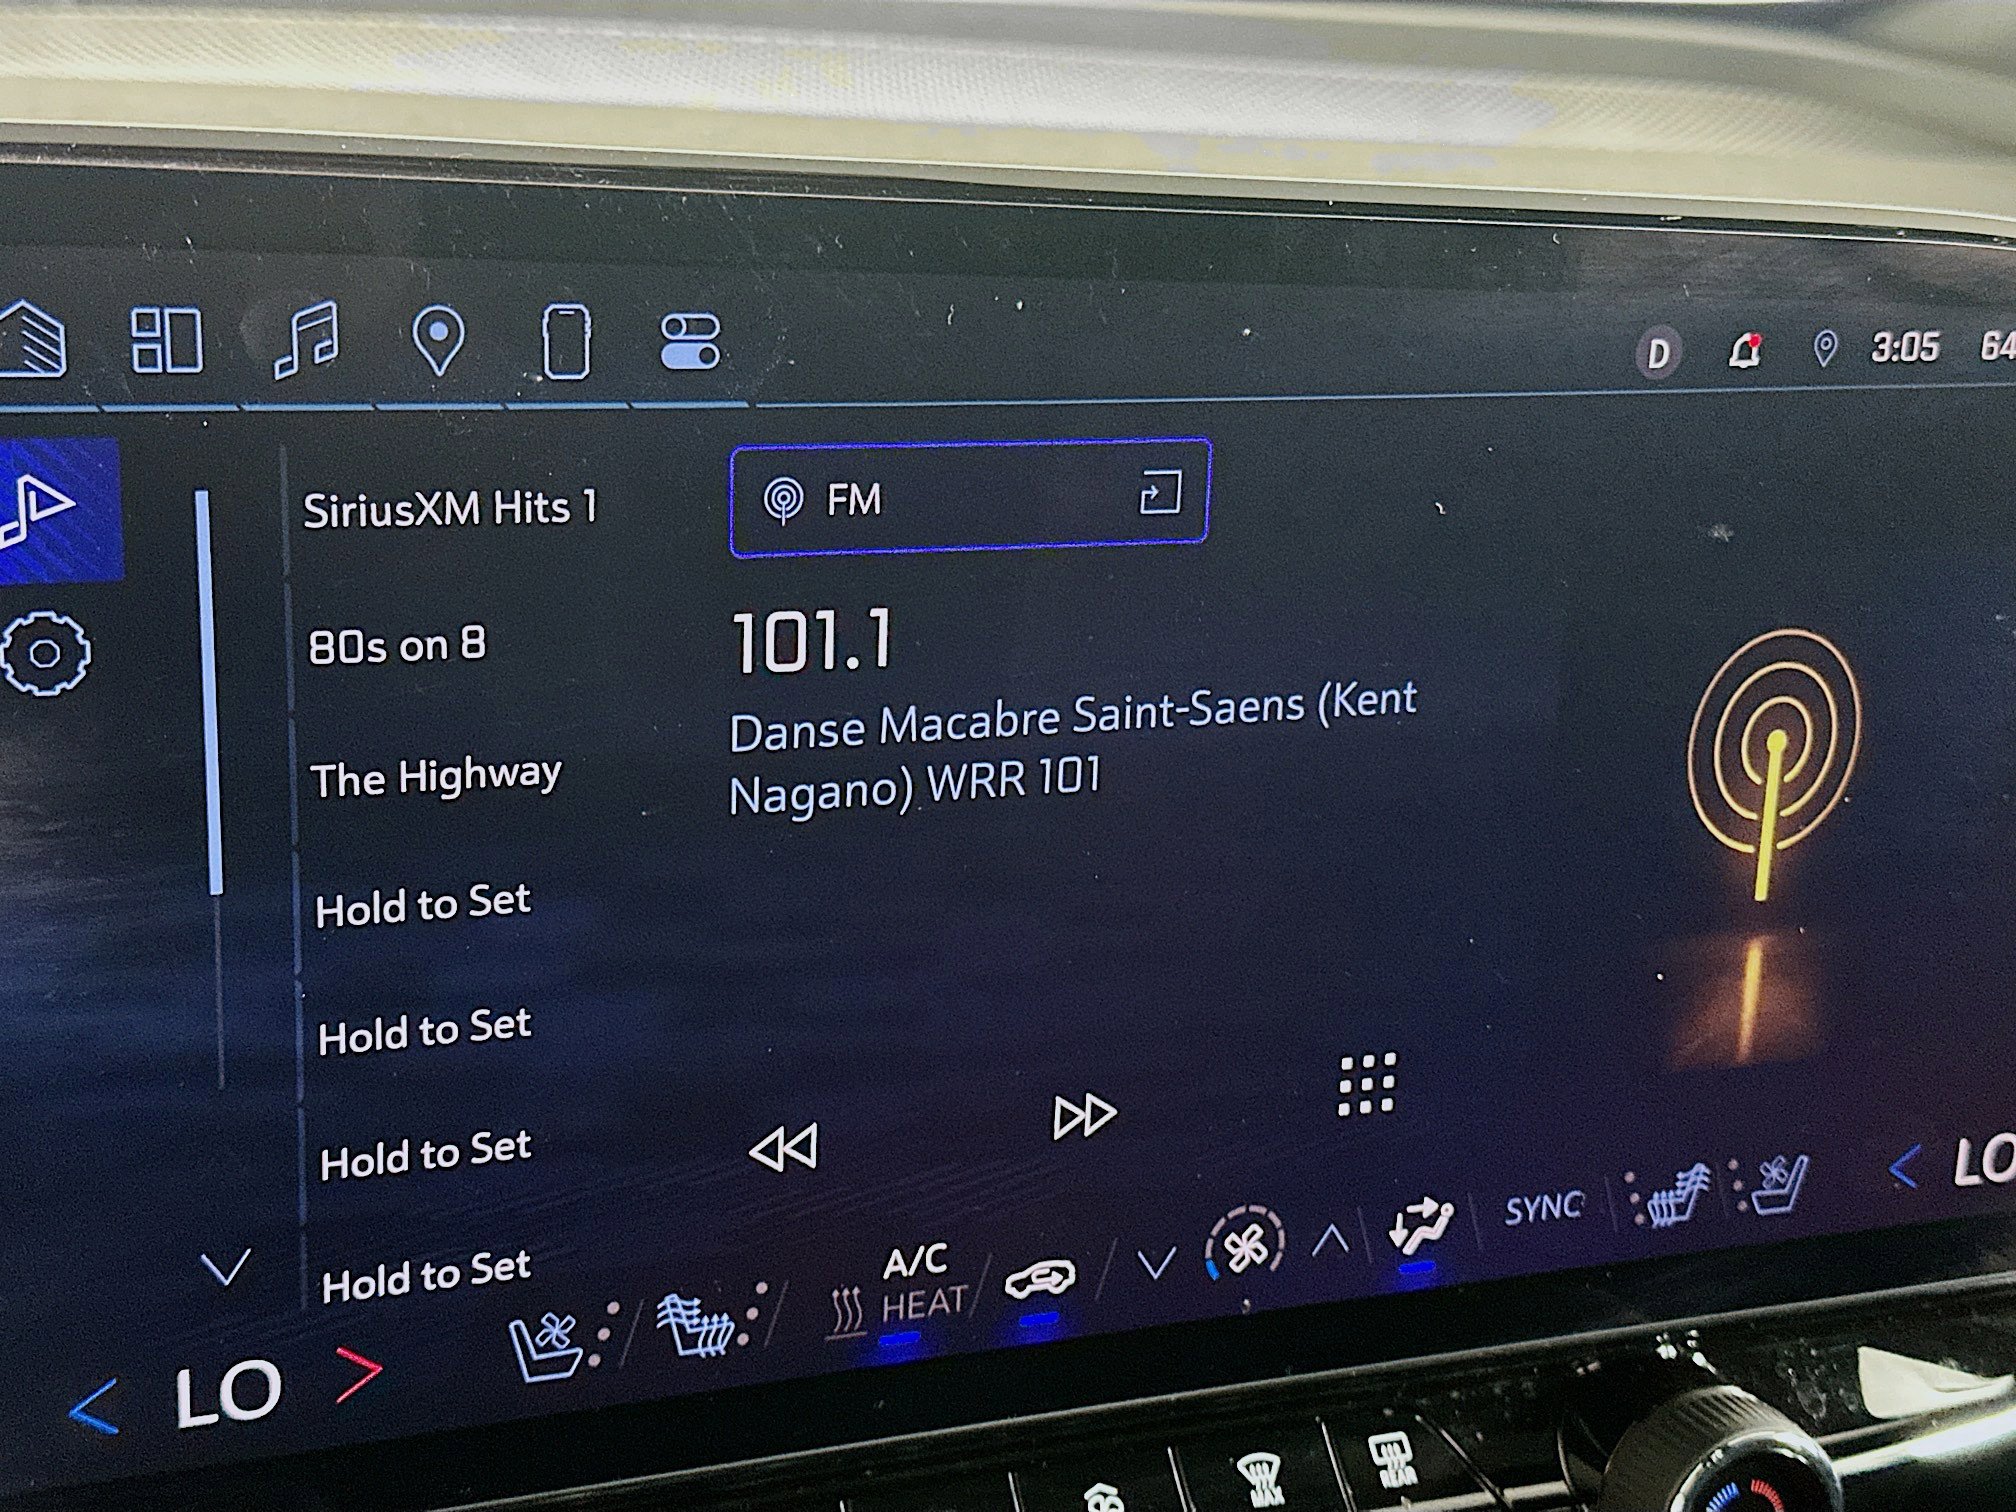 D
3:05
64
SiriusXM Hits 1
80s on 8
The Highway
Hold to Set
Hold to Set
Hold to Set
Hold to Set
FM
101.1
Danse Macabre Saint-Saens (Kent
Nagano) WRR 101
LO
A/C
HEAT
SYNC
LO
MAX
REAR